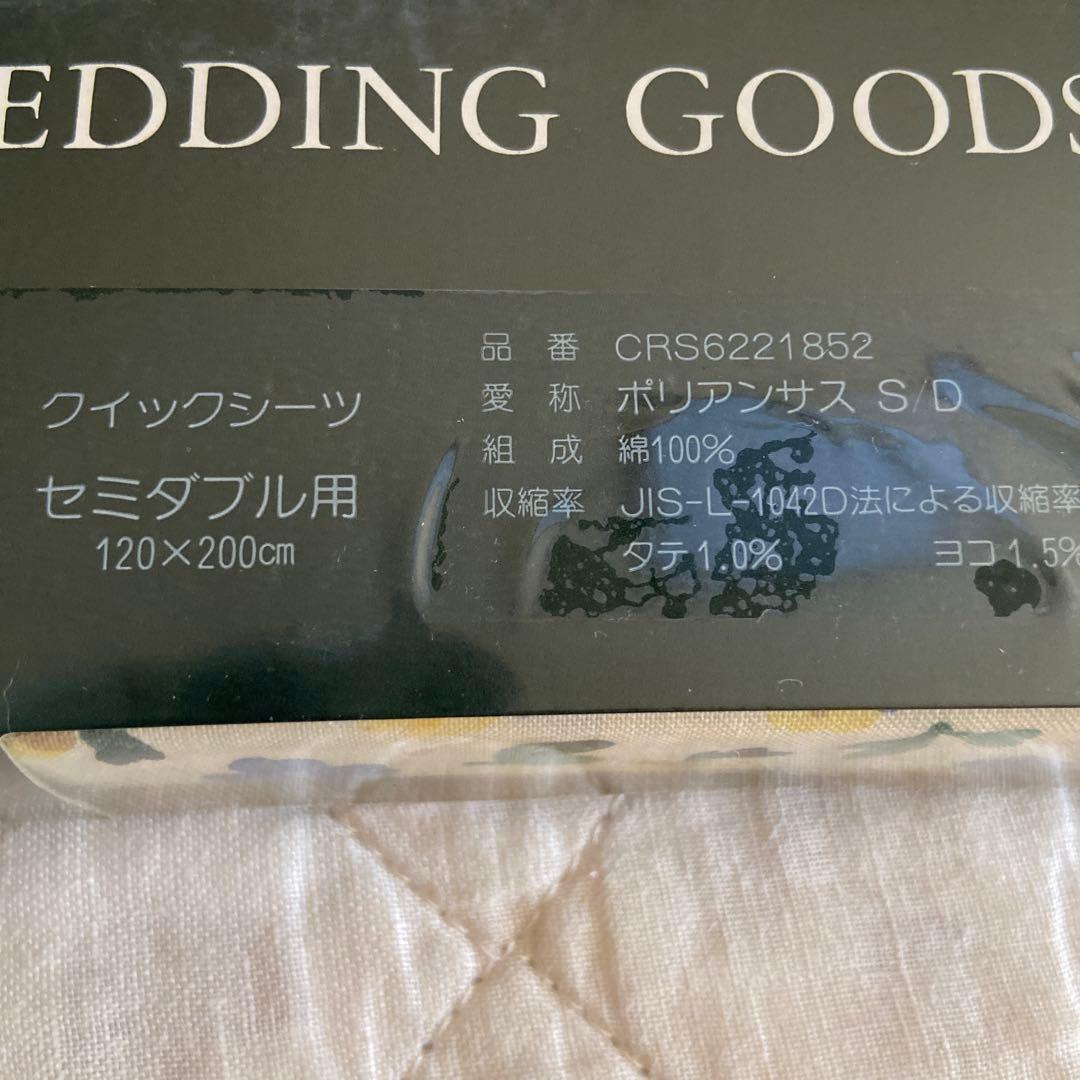 EDDING GOODS
クイックシーツ
セミダブル用
120×200cm
品 番 CRS6221852
愛 称 ポリアンサス S/D
組 成 綿100%
収縮率 JIS-L-1042D法による収縮率
タテ1.0% ヨコ1.5%